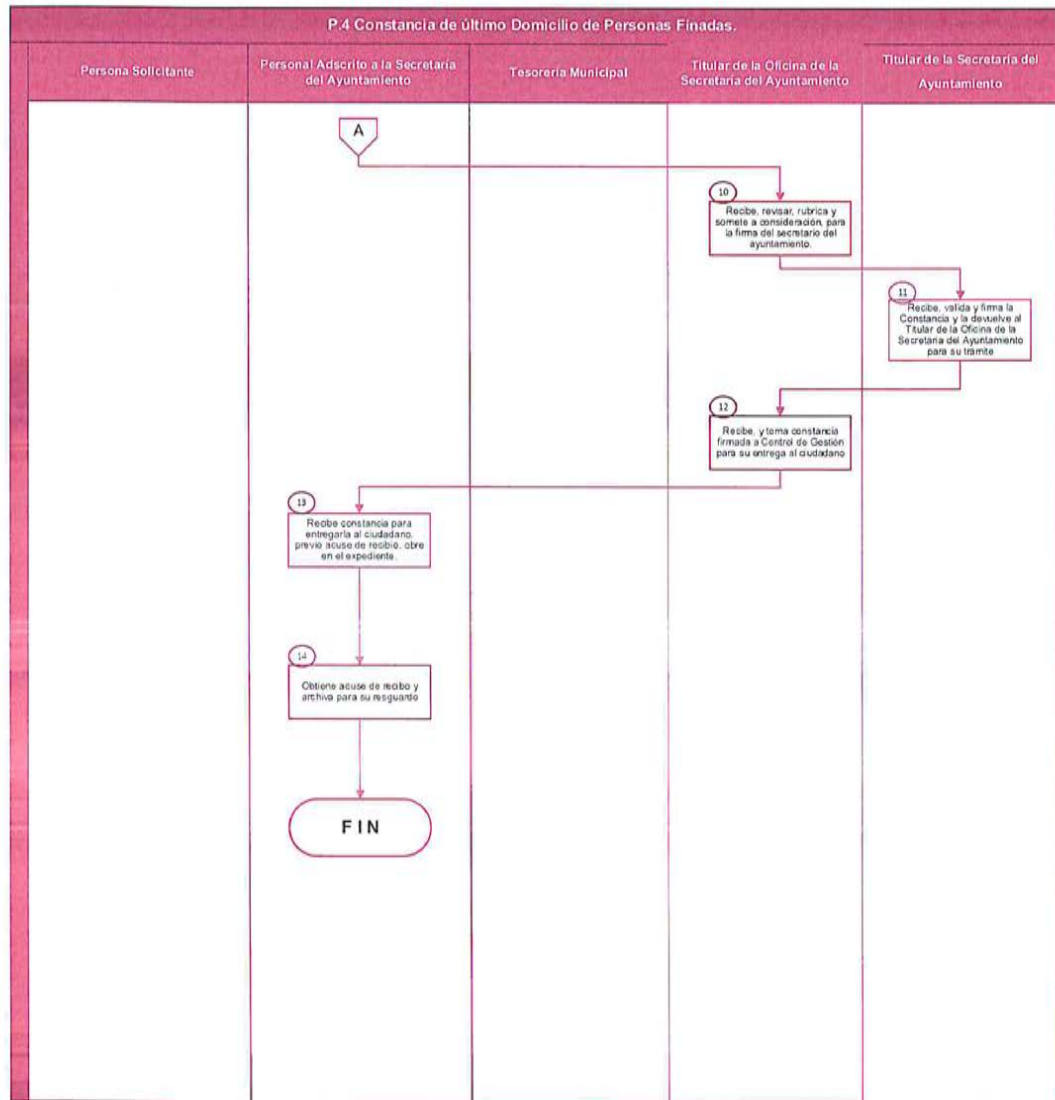 P.4 Constancia de último Domicilio de Personas Finadas.
Persona Solicitante
Personal Adscrito a la Secretaría
del Ayuntamiento
Tesorería Municipal
Titular de la Oficina de la
Secretaría del Ayuntamiento
Titular de la Secretaría del
Ayuntamiento
A
10
Recibe, revisar, rubrica y
somete a consideración, para
la firma del secretario del
ayuntamiento.
11
Recibe, valida y firma la
Constancia y la devuelve al
Titular de la Oficina de la
Secretaría del Ayuntamiento
para su trámite
12
Recibe, y toma constancia
firmada a Control de Gestión
para su entrega al ciudadano
13
Recibe constancia para
entregarla al ciudadano,
previo acuse de recibio, obre
en el expediente.
14
Obtiene acuse de recibo y
archiva para su resguardo
FIN